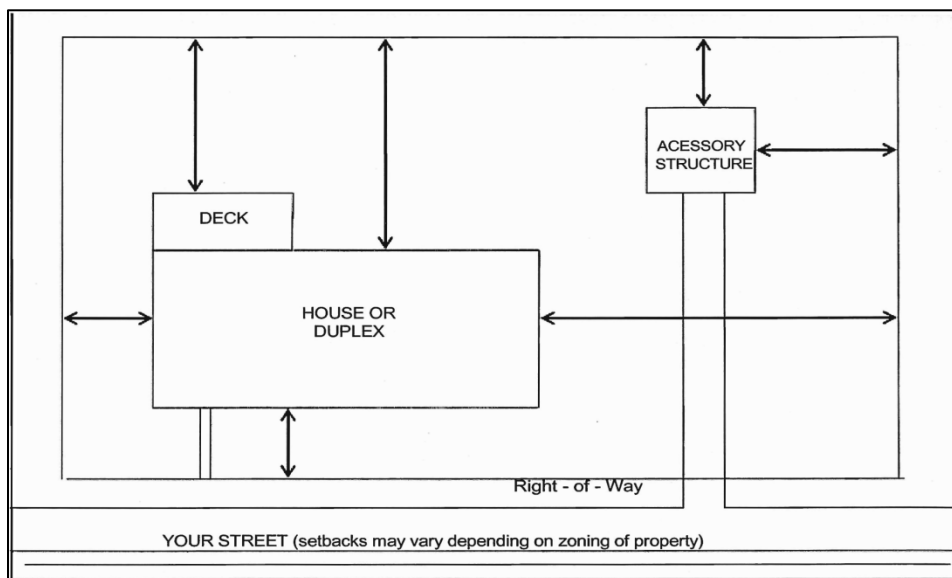 ACESSORY
STRUCTURE
DECK
HOUSE OR
DUPLEX
Right - of - Way
YOUR STREET (setbacks may vary depending on zoning of property)